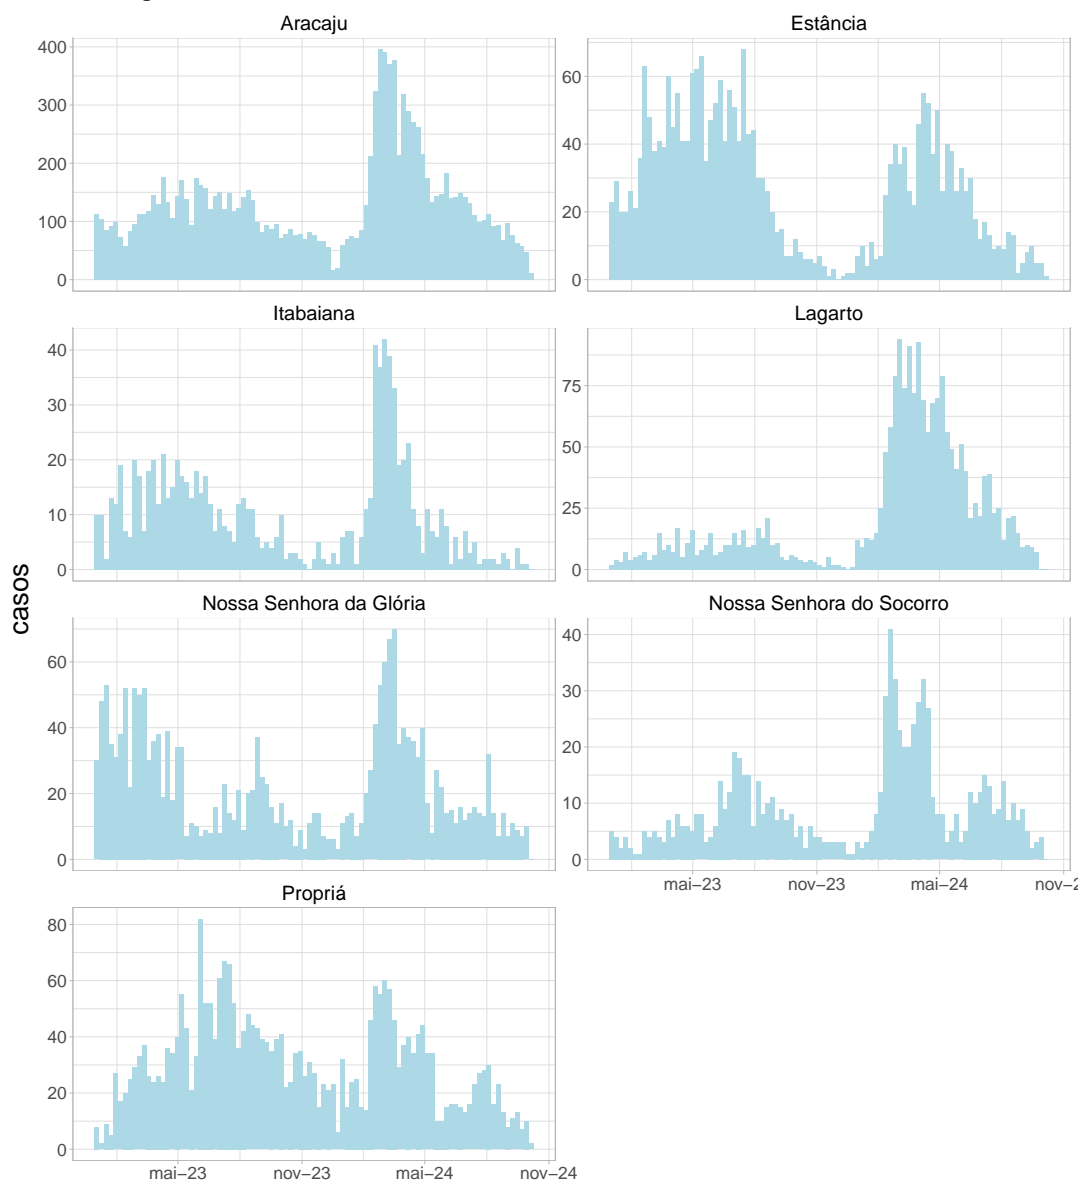 Aracaju
Estância
400
300
200
100
0
60
40
20
0
Itabaiana
Lagarto
40
30
20
10
0
75
50
25
0
casos
Nossa Senhora da Glória
Nossa Senhora do Socorro
60
40
20
0
40
30
20
10
0
mai–23
nov–23
mai–24
Propriá
80
60
40
20
0
mai–23
nov–23
mai–24
nov–24